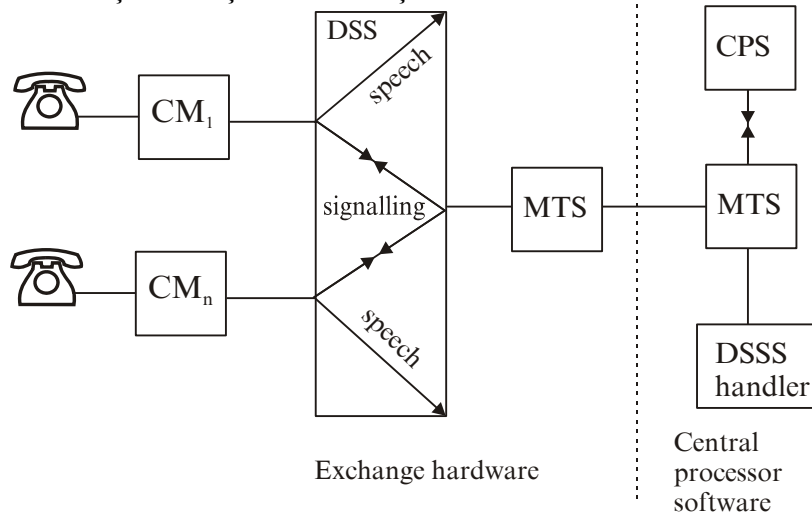 DSS
CPS
speech
CM₁
signalling
MTS
MTS
CMₙ
speech
DSSS
handler
Exchange hardware
Central
processor
software